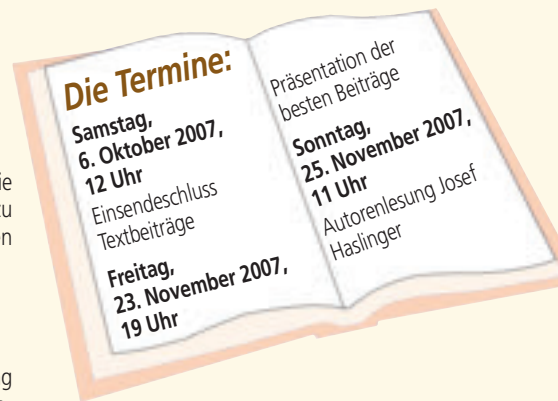 Die Termine:
Samstag,
6. Oktober 2007,
12 Uhr
Einsendeschluss
Textbeiträge
Freitag,
23. November 2007,
19 Uhr
Präsentation der
besten Beiträge
Sonntag,
25. November 2007,
11 Uhr
Autorenlesung Josef
Haslinger